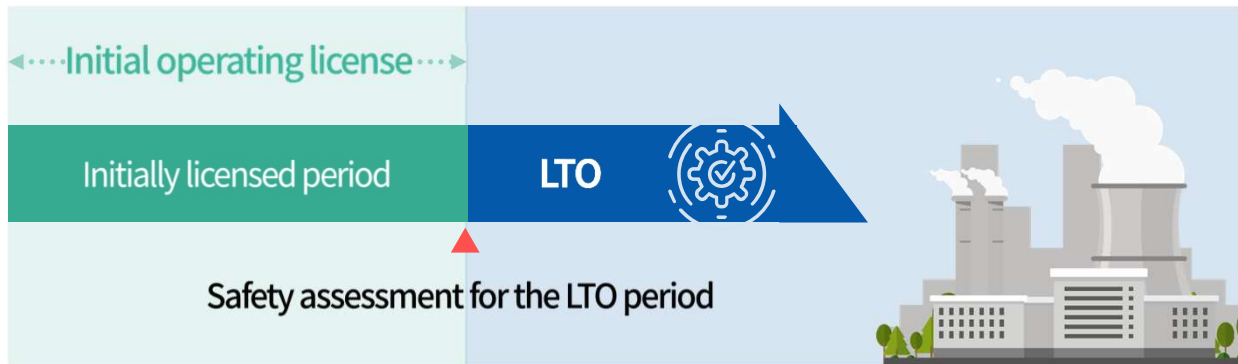 Initial operating license
Initially licensed period
LTO
Safety assessment for the LTO period